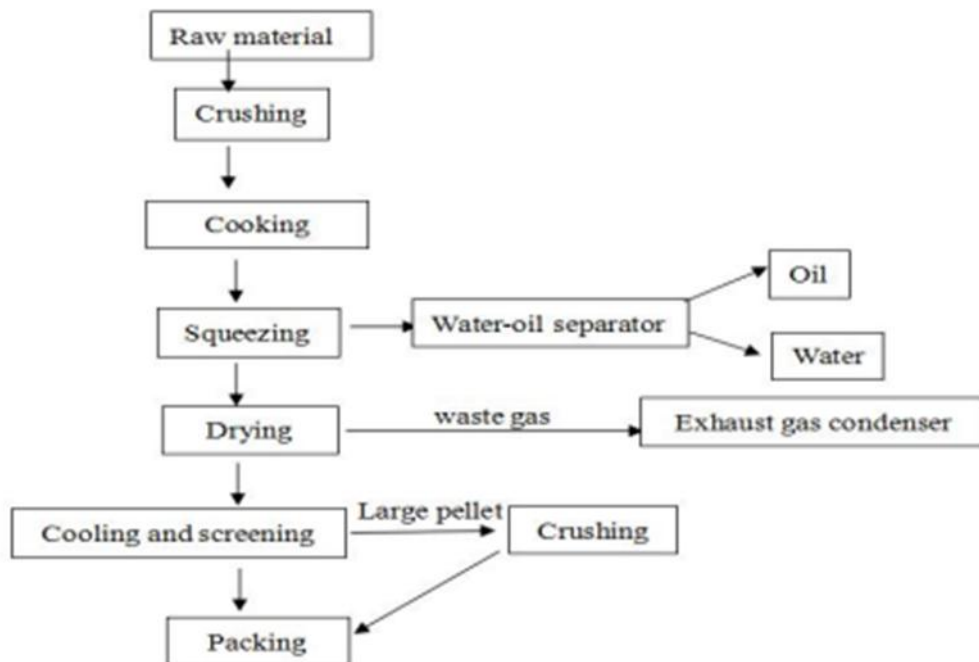 Raw material
Crushing
Cooking
Squeezing
Water-oil separator
Oil
Water
Drying
waste gas
Exhaust gas condenser
Cooling and screening
Large pellet
Crushing
Packing